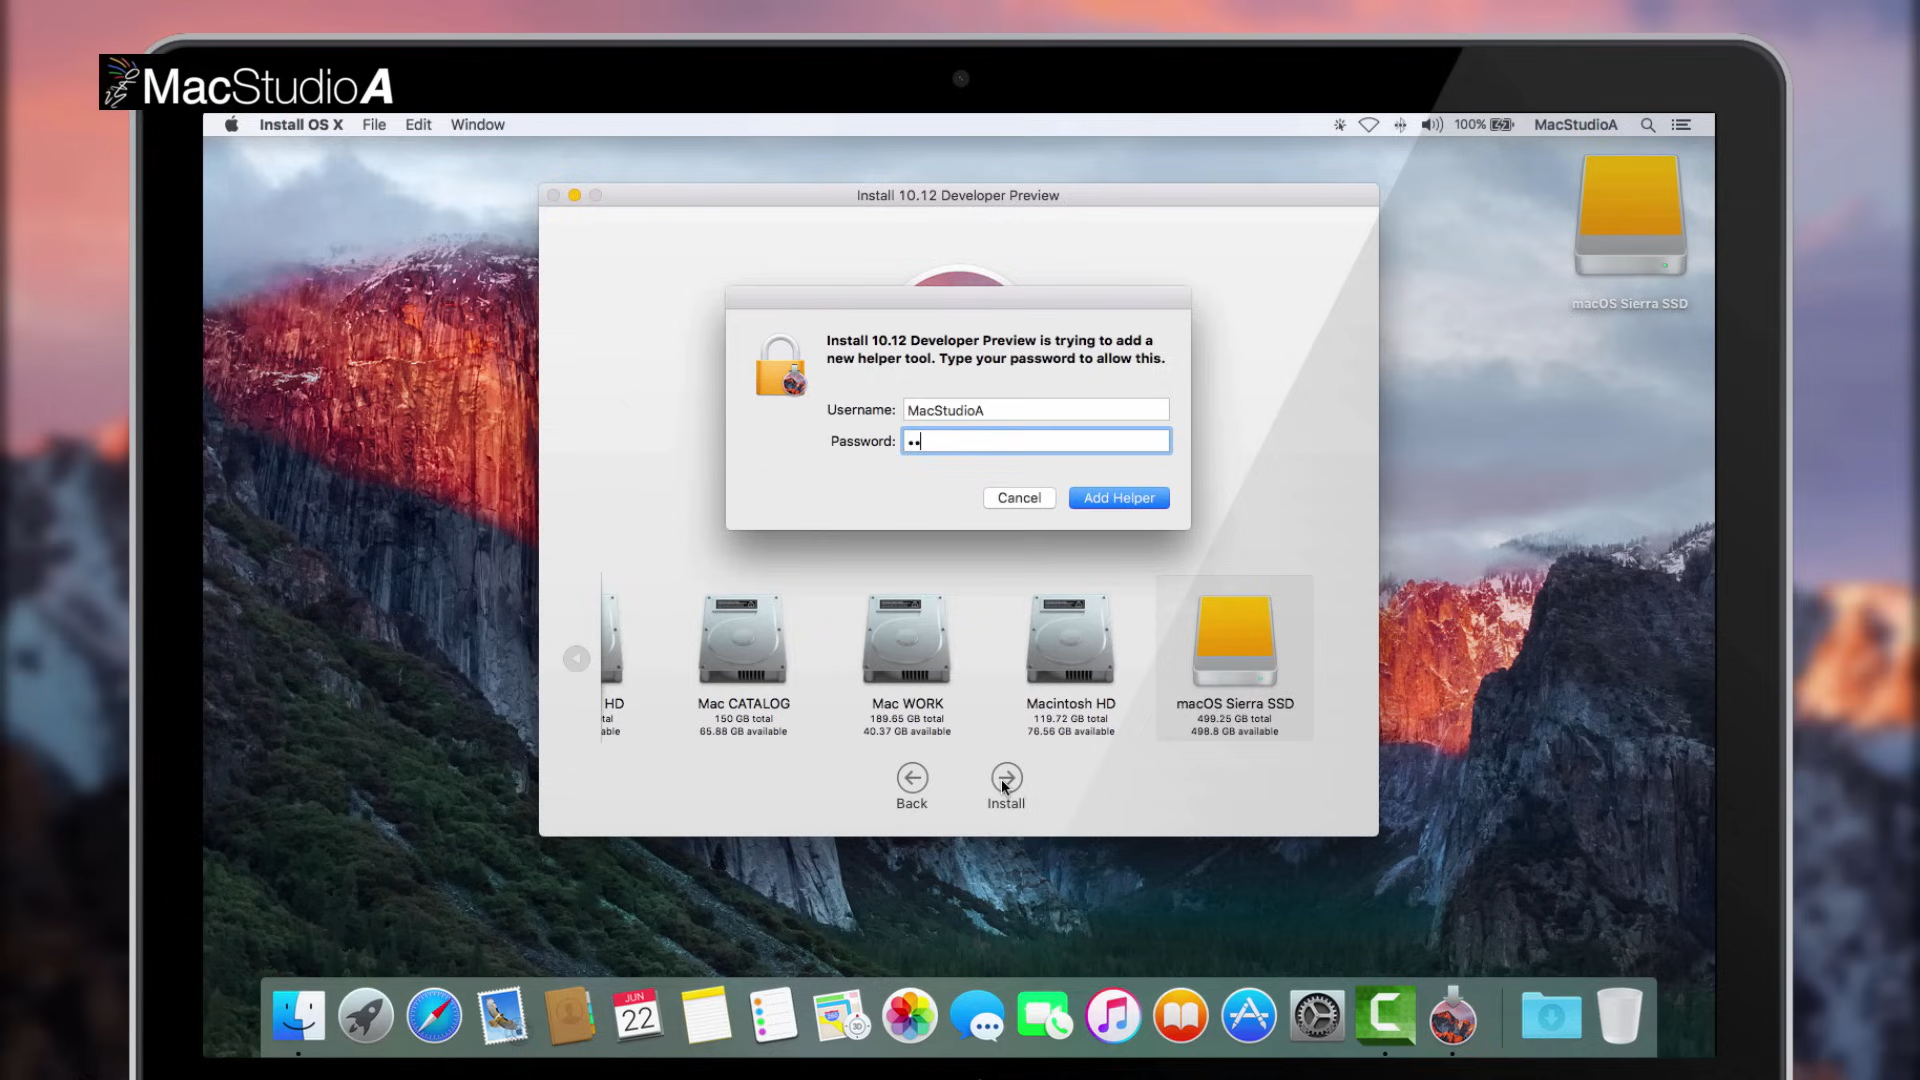 MacStudioA
Install OS X File Edit Window
100% MacStudioA
Install 10.12 Developer Preview
macOS Sierra SSD
Install 10.12 Developer Preview is trying to add a
new helper tool. Type your password to allow this.
Username: MacStudioA
Password: ••
Cancel Add Helper
HD
tal
able
Mac CATALOG
150 GB total
65.88 GB available
Mac WORK
189.65 GB total
40.37 GB available
Macintosh HD
119.72 GB total
76.56 GB available
macOS Sierra SSD
499.25 GB total
498.8 GB available
Back Install
JUN
22
3D